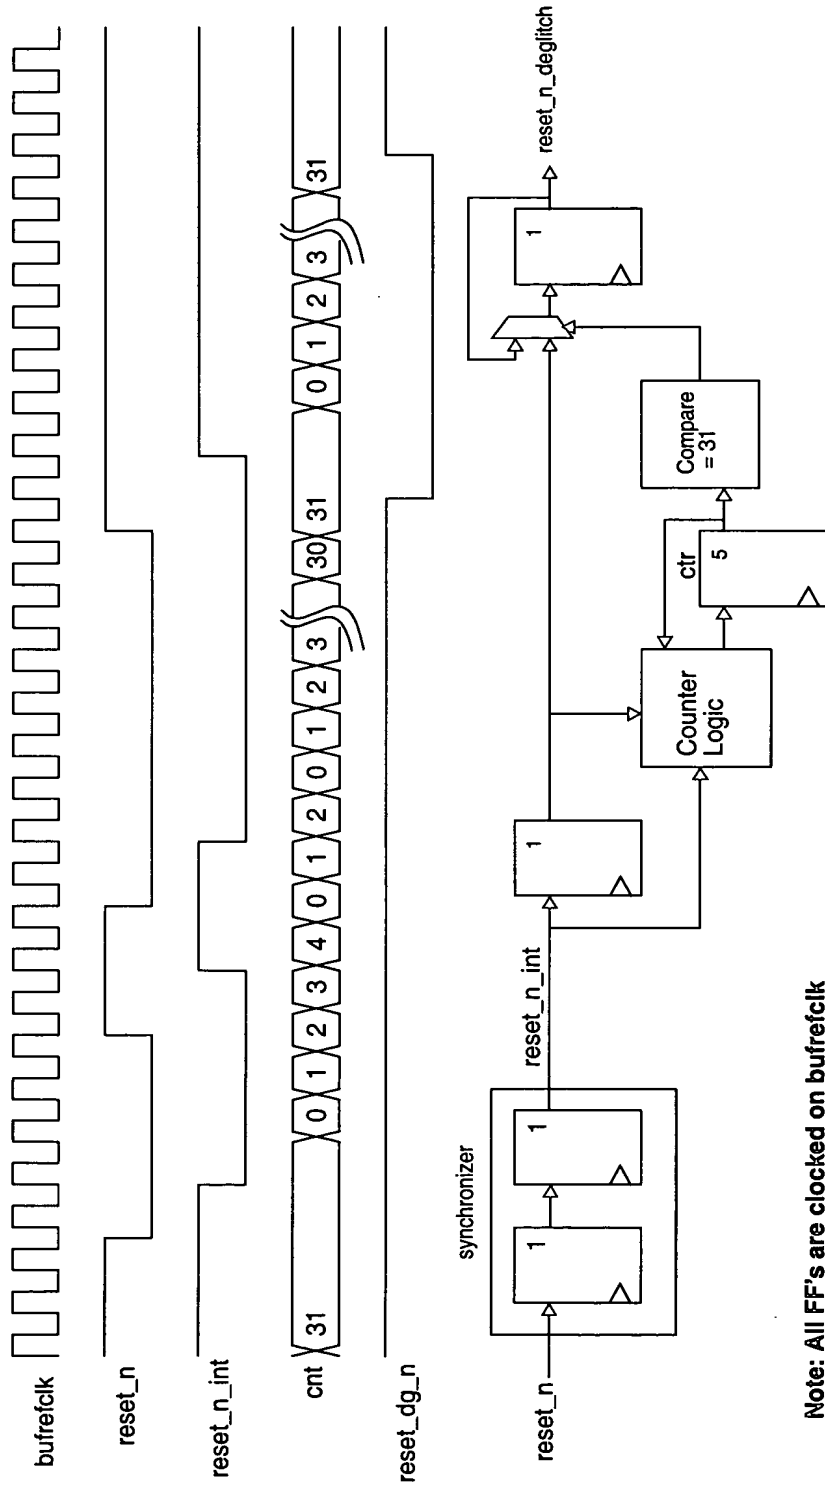 bufrefclk
reset_n
reset_n_int
cnt
31 0 1 2 3 4 0 1 2 0 1 2 3 30 31 0 1 2 3 31
reset_dg_n
synchronizer
reset_n
1
1
reset_n_int
1
Counter
Logic
ctr
5
Compare
= 31
1
reset_n_deglitch
Note: All FF's are clocked on bufrefclk